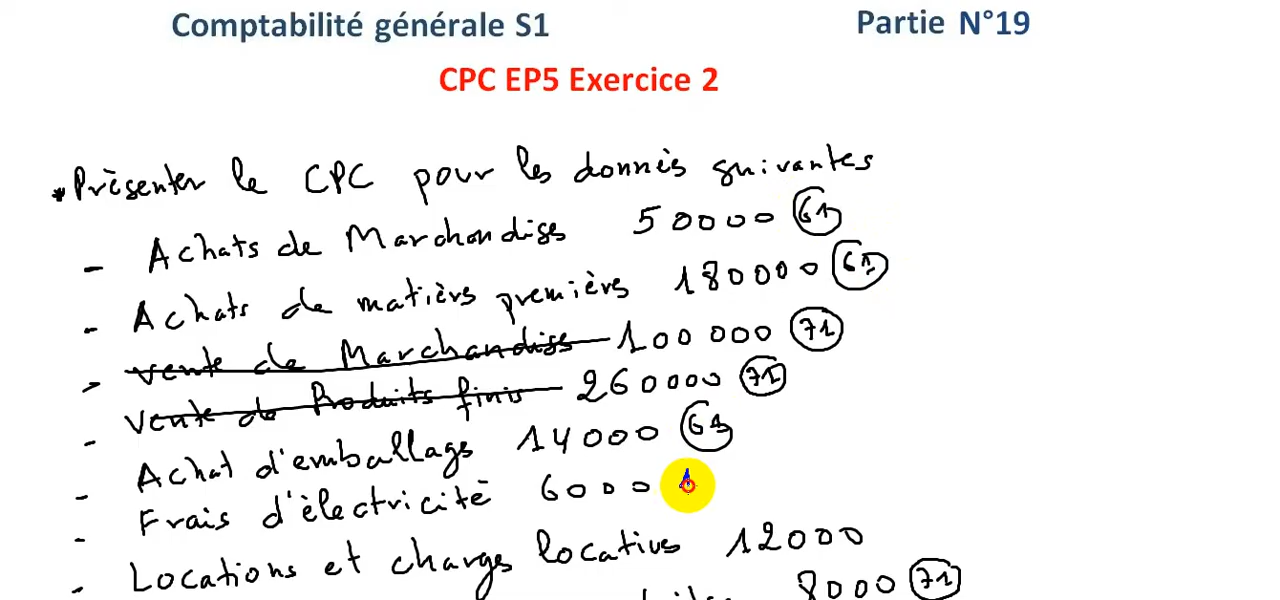 Comptabilité générale S1 Partie N°19
CPC EP5 Exercice 2
* Présenter le CPC pour les donnés suivantes
- Achats de Marchandises 50000 61
- Achats de matières premières 180000 61
- Vente de Marchandises 100 000 71
- Vente de Produits finis 260000 71
- Achat d'emballages 14000 61
- Frais d'électricité 6000
- Locations et charges locatives 12000
8000 71